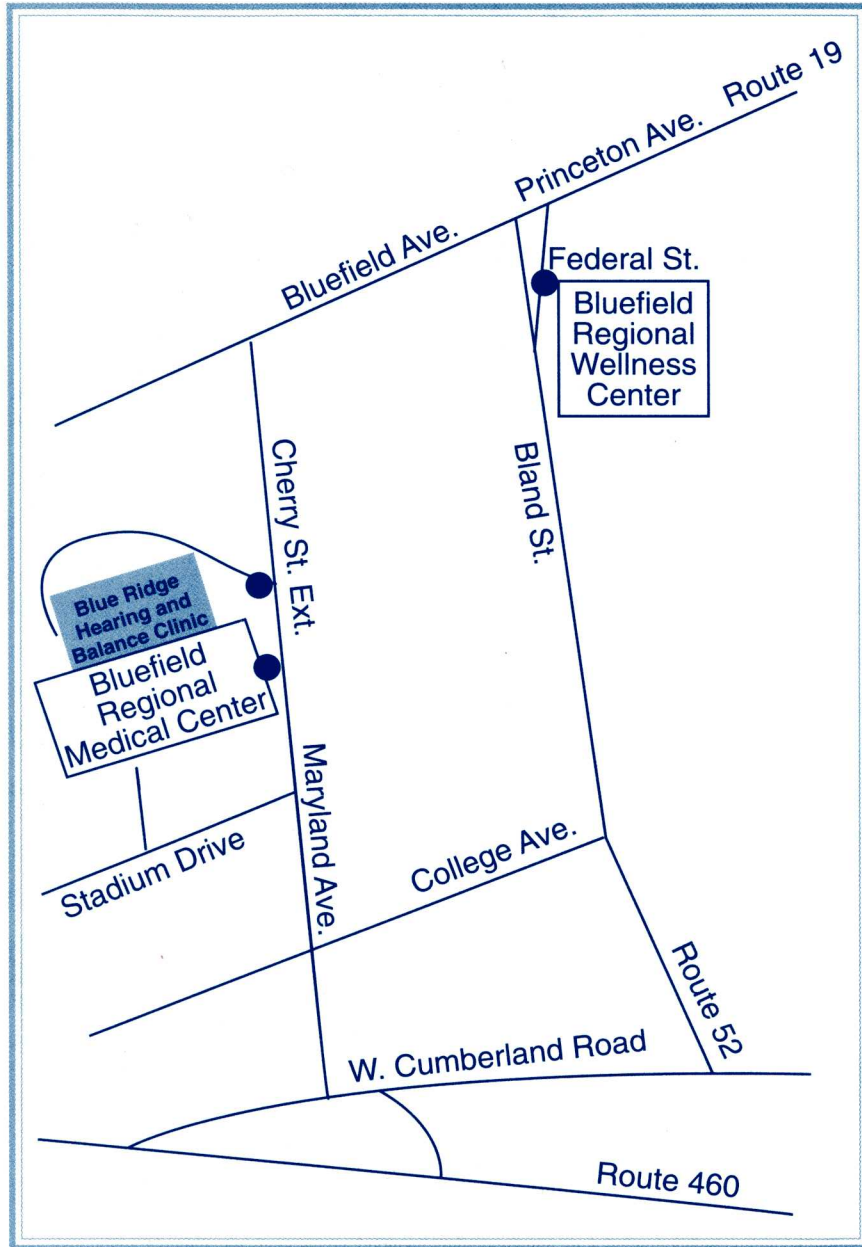 Route 19
Princeton Ave.
Bluefield Ave.
Federal St.
Bluefield
Regional
Wellness
Center
Cherry St. Ext.
Bland St.
Blue Ridge
Hearing and
Balance Clinic
Bluefield
Regional
Medical Center
Maryland Ave.
Stadium Drive
College Ave.
Route 52
W. Cumberland Road
Route 460